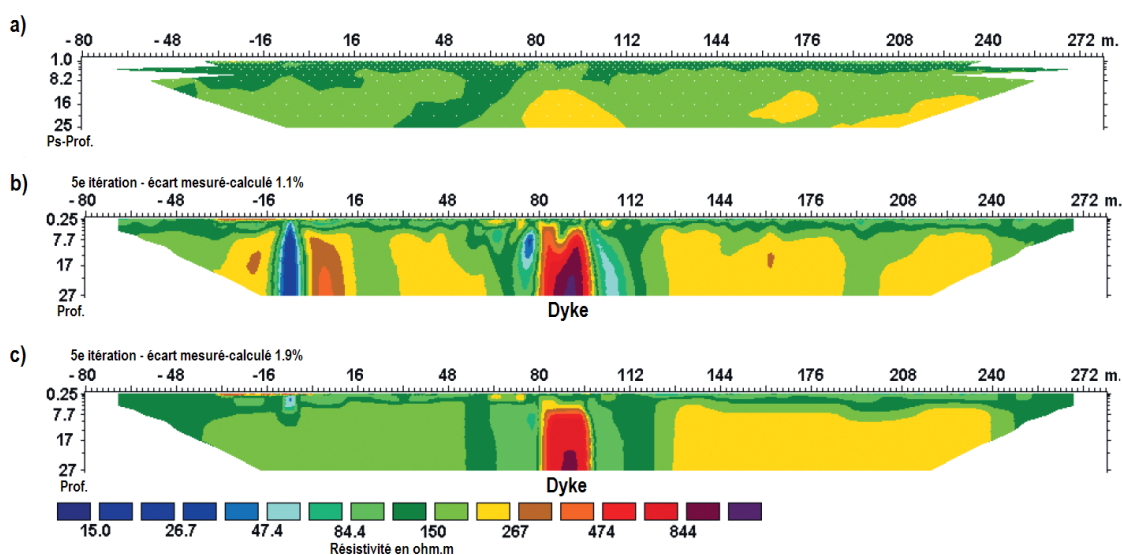 a)
- 80 - 48 -16 16 48 80 112 144 176 208 240 272 m.
1.0
8.2
16
25
Ps-Prof.
b)
5e itération - écart mesuré-calculé 1.1%
- 80 - 48 -16 16 48 80 112 144 176 208 240 272 m.
0.25
7.7
17
27
Prof.
Dyke
c)
5e itération - écart mesuré-calculé 1.9%
- 80 - 48 -16 16 48 80 112 144 176 208 240 272 m.
0.25
7.7
17
27
Prof.
Dyke
15.0 26.7 47.4 84.4 150 267 474 844
Résistivité en ohm.m